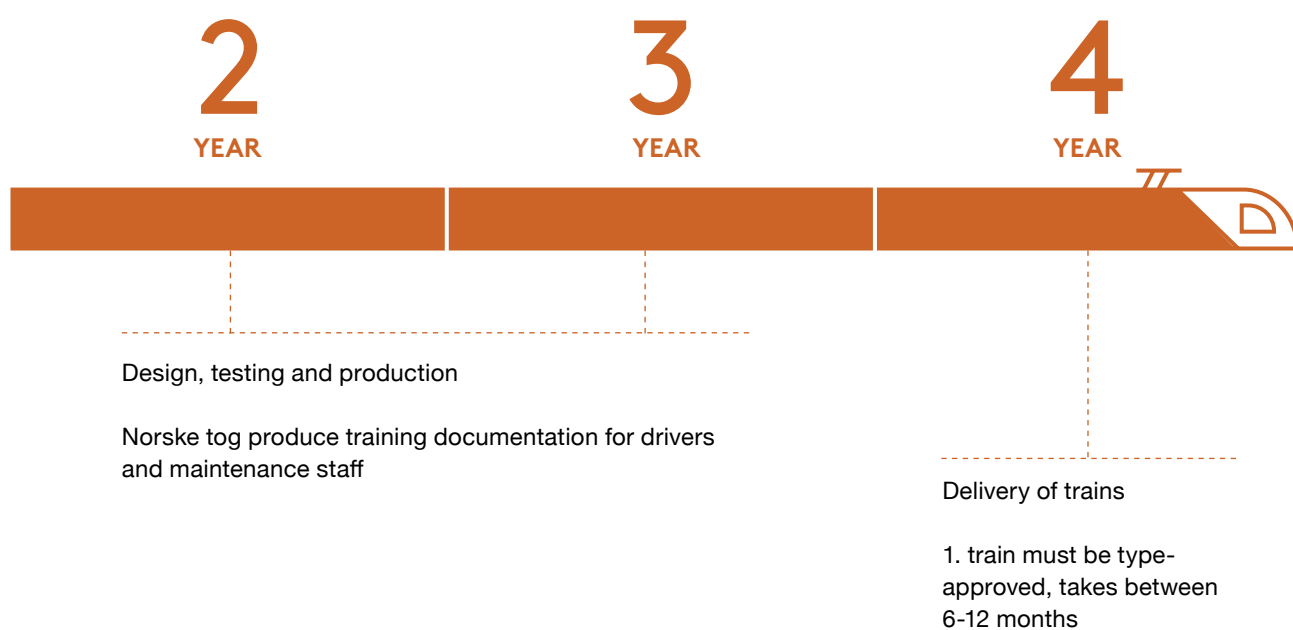 2
YEAR
3
YEAR
4
YEAR
Design, testing and production
Norske tog produce training documentation for drivers
and maintenance staff
Delivery of trains
1. train must be type-
approved, takes between
6-12 months